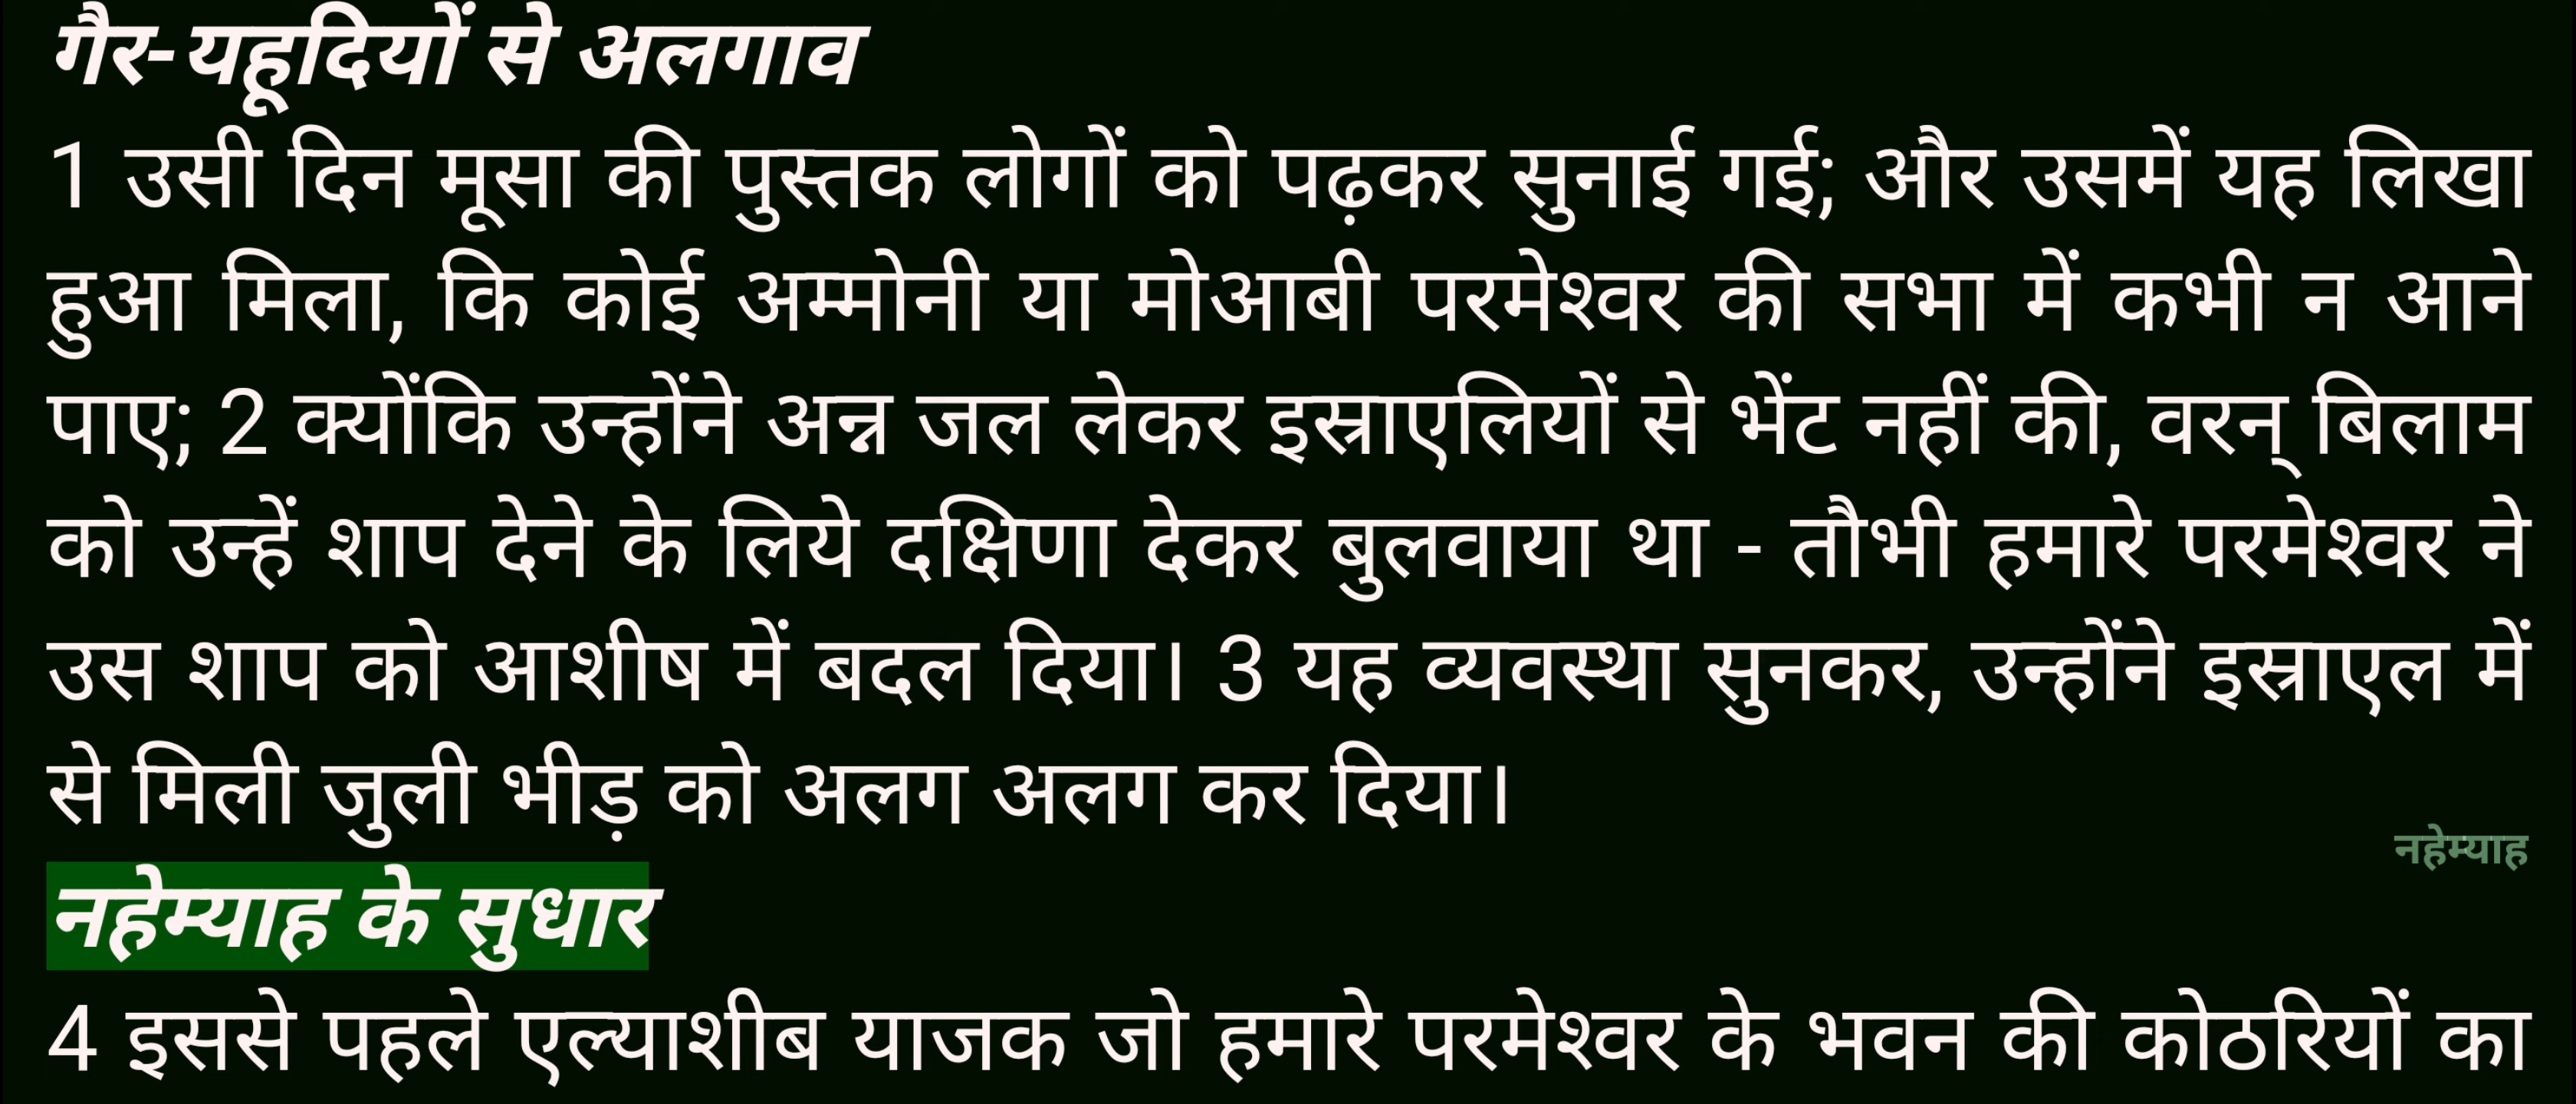 गैर-यहूदियों से अलगाव
1 उसी दिन मूसा की पुस्तक लोगों को पढ़कर सुनाई गई; और उसमें यह लिखा
हुआ मिला, कि कोई अम्मोनी या मोआबी परमेश्वर की सभा में कभी न आने
पाए; 2 क्योंकि उन्होंने अन्न जल लेकर इस्राएलियों से भेंट नहीं की, वरन् बिलाम
को उन्हें शाप देने के लिये दक्षिणा देकर बुलवाया था - तौभी हमारे परमेश्वर ने
उस शाप को आशीष में बदल दिया। 3 यह व्यवस्था सुनकर, उन्होंने इस्राएल में
से मिली जुली भीड़ को अलग अलग कर दिया।
नहेम्याह
नहेम्याह के सुधार
4 इससे पहले एल्याशीब याजक जो हमारे परमेश्वर के भवन की कोठरियों का